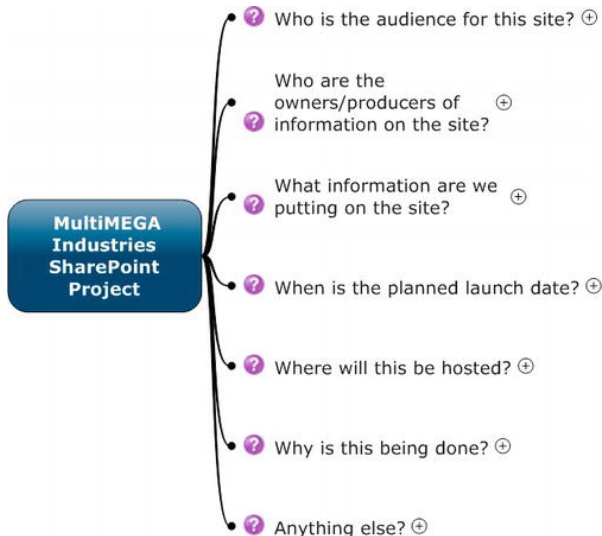 Who is the audience for this site?
Who are the
owners/producers of
information on the site?
What information are we
putting on the site?
MultiMEGA
Industries
SharePoint
Project
When is the planned launch date?
Where will this be hosted?
Why is this being done?
Anything else?